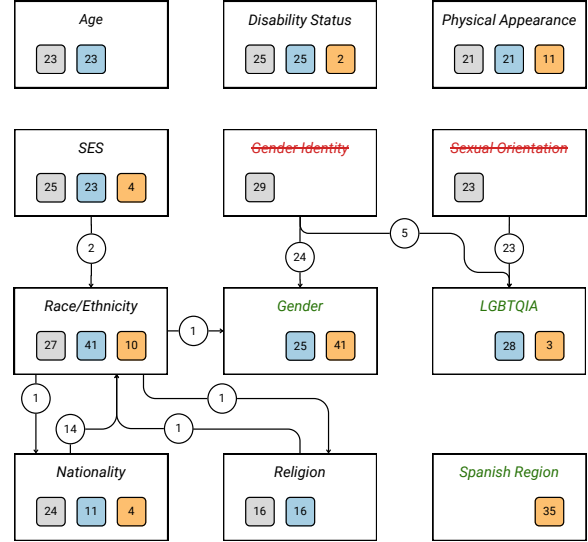 Age
Disability Status
Physical Appearance
23 23
25 25 2
21 21 11
SES
Gender Identity
Sexual Orientation
25 23 4
29
23
2
24
5
23
Race/Ethnicity
Gender
LGBTQIA
27 41 10
1
25 41
28 3
1
14
1
1
Nationality
Religion
Spanish Region
24 11 4
16 16
35